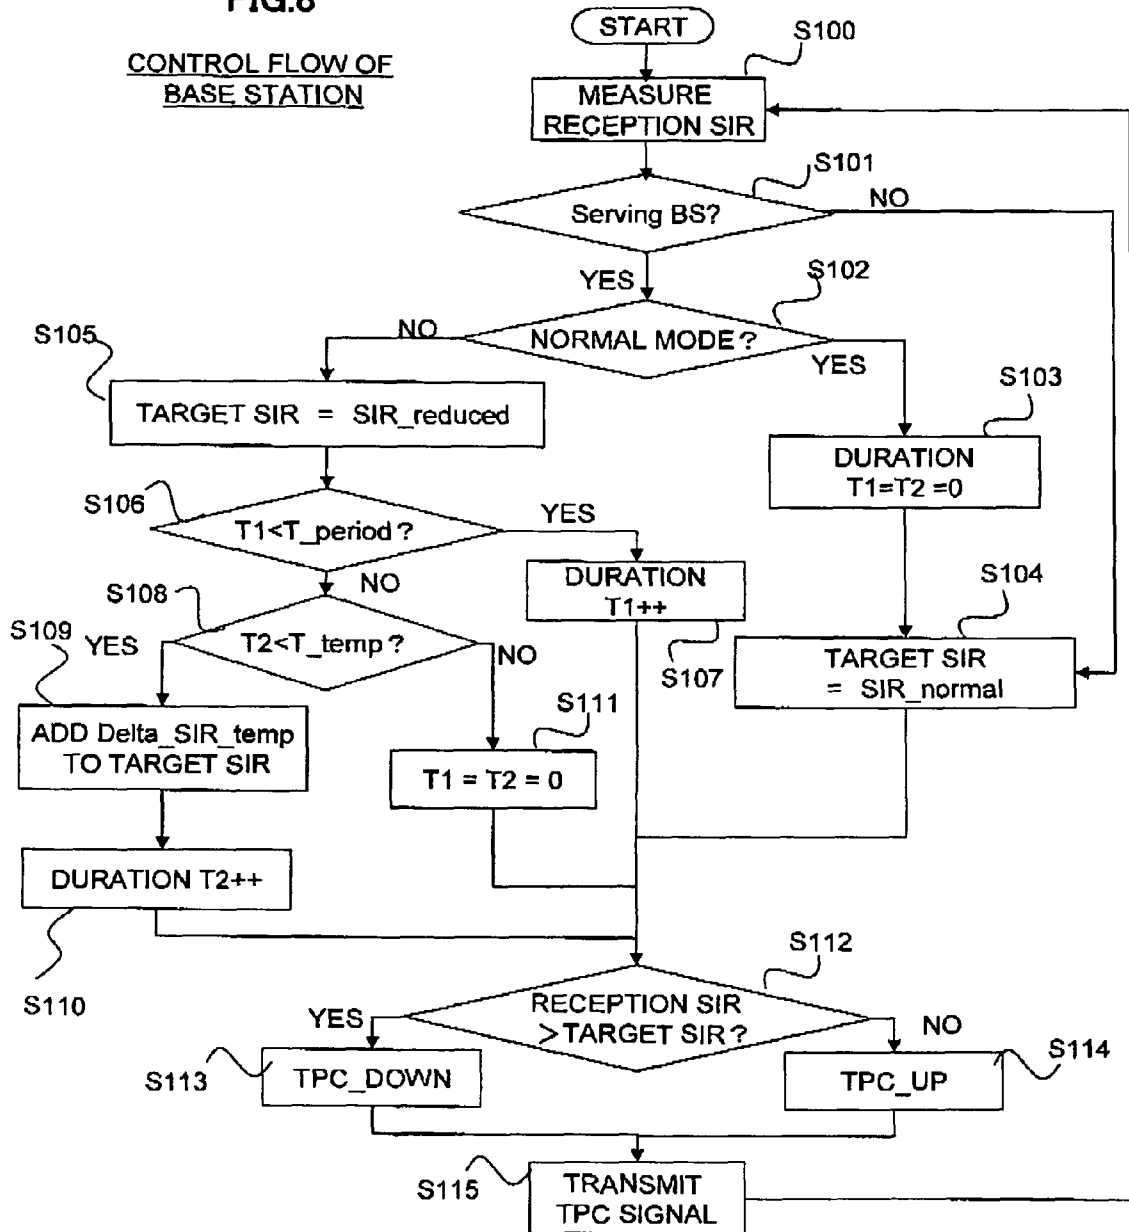 FIG.8
CONTROL FLOW OF
BASE STATION
START
S100
MEASURE
RECEPTION SIR
S101
Serving BS?
NO
YES
S102
NORMAL MODE?
NO
YES
S105
TARGET SIR = SIR_reduced
S103
DURATION
T1=T2 =0
S106
T1<T_period?
YES
NO
DURATION
T1++
S107
S104
TARGET SIR
= SIR_normal
S108
T2<T_temp?
YES
NO
S109
ADD Delta_SIR_temp
TO TARGET SIR
S111
T1 = T2 = 0
DURATION T2++
S110
S112
RECEPTION SIR
>TARGET SIR?
YES
NO
S113
TPC_DOWN
S114
TPC_UP
S115
TRANSMIT
TPC SIGNAL